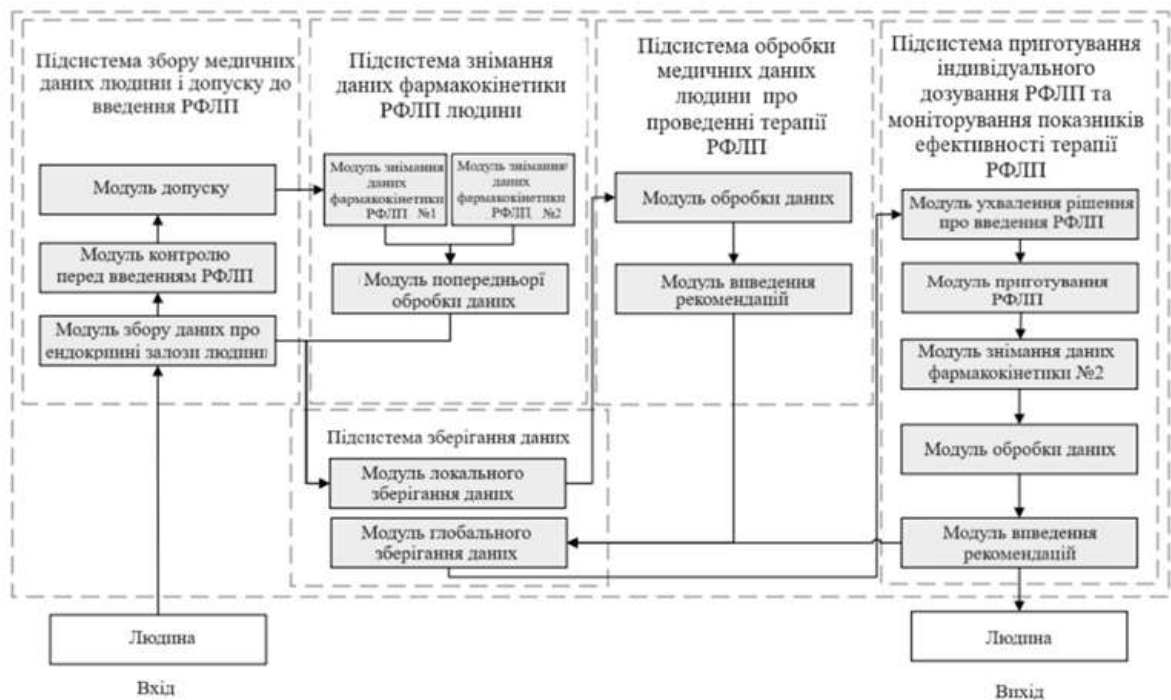 Підсистема збору медичних
даних людини і допуску до
введення РФЛП
Модуль допуску
Модуль контролю
перед введенням РФЛП
Модуль збору даних про
ендокринні залози людини
Підсистема знімання
даних фармакокінетики
РФЛП людини
Модуль знімання
даних
фармакокінетики
РФЛП №1
Модуль знімання
даних
фармакокінетики
РФЛП №2
Модуль попередньої
обробки даних
Підсистема обробки
медичних даних
людини про
проведенні терапії
РФЛП
Модуль обробки даних
Модуль виведення
рекомендацій
Підсистема приготування
індивідуального
дозування РФЛП та
моніторування показників
ефективності терапії
РФЛП
Модуль ухвалення рішення
про введення РФЛП
Модуль приготування
РФЛП
Модуль знімання даних
фармакокінетики №2
Модуль обробки даних
Модуль виведення
рекомендацій
Підсистема зберігання даних
Модуль локального
зберігання даних
Модуль глобального
зберігання даних
Людина
Вхід
Людина
Вихід